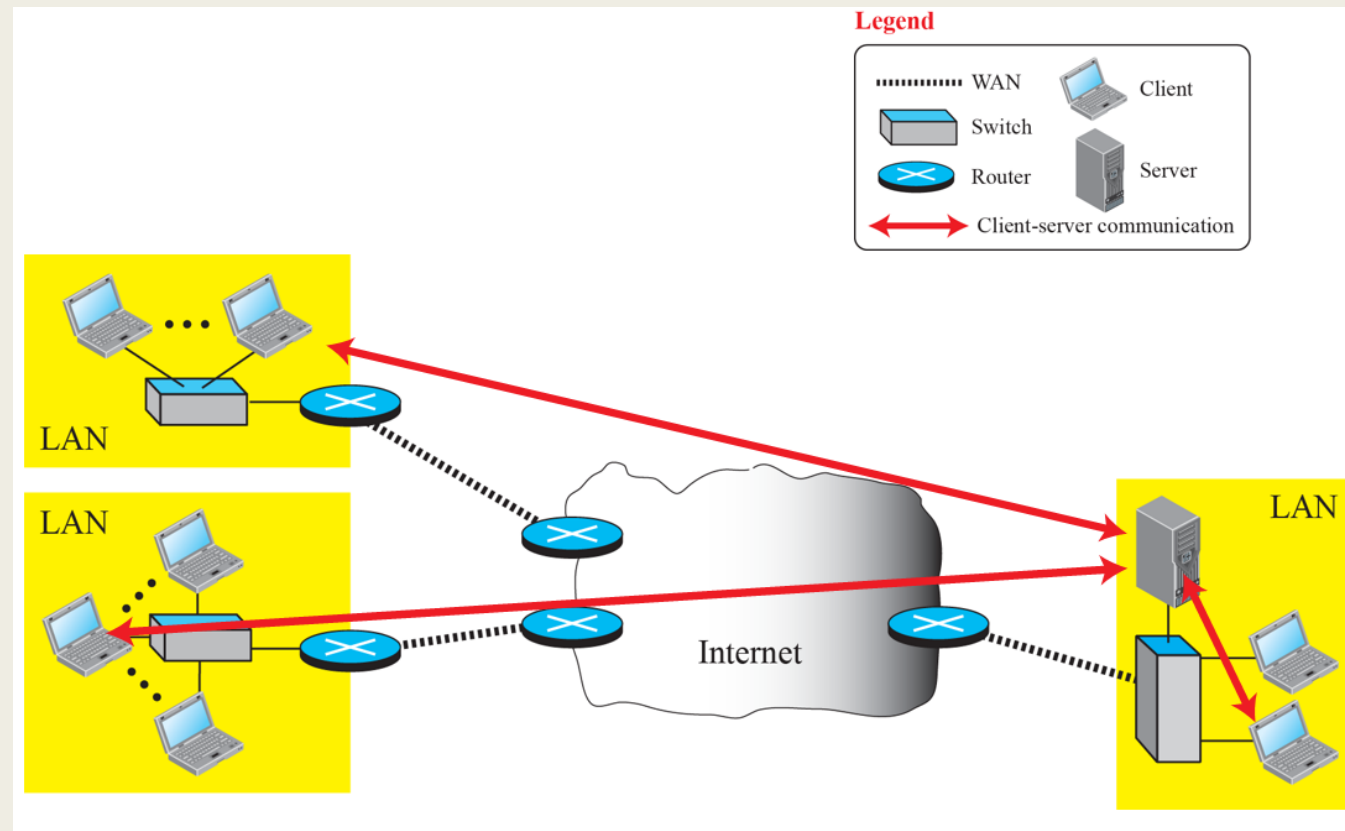 Legend
WAN
Client
Switch
Router
Server
Client-server communication
LAN
LAN
LAN
Internet